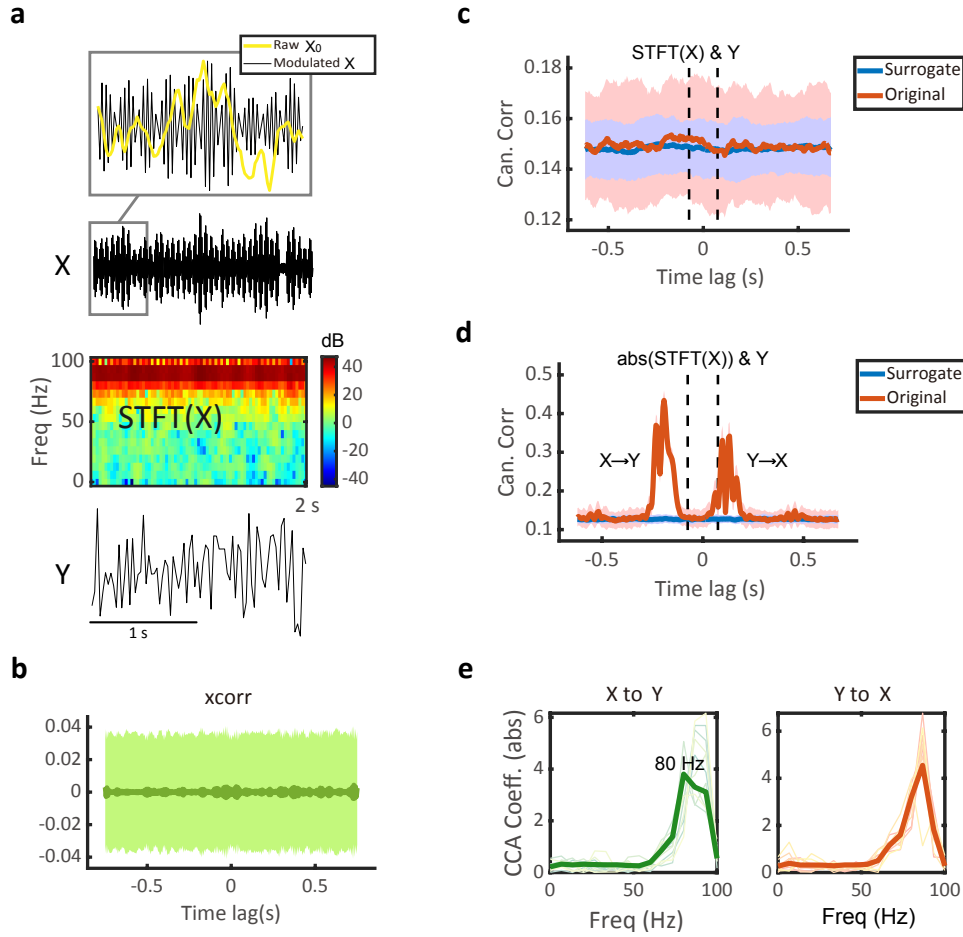 a
Raw X0
Modulated X
X
dB
100
50
0
Freq (Hz)
STFT(X)
40
20
0
-20
-40
2 s
Y
1 s
b
xcorr
0.04
0.02
0
-0.02
-0.04
-0.5
0
0.5
Time lag(s)
c
STFT(X) & Y
Surrogate
Original
0.18
0.16
0.14
0.12
Can. Corr
-0.5
0
0.5
Time lag (s)
d
abs(STFT(X)) & Y
Surrogate
Original
0.5
0.4
0.3
0.2
0.1
Can. Corr
X→Y
Y→X
-0.5
0
0.5
Time lag (s)
e
X to Y
6
4
2
0
CCA Coeff. (abs)
80 Hz
0
50
100
Freq (Hz)
Y to X
6
4
2
0
0
50
100
Freq (Hz)